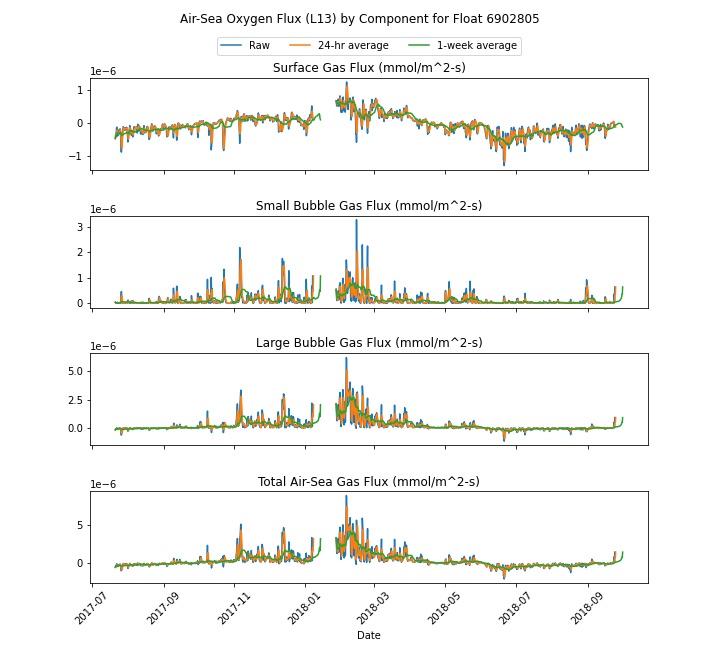 Air-Sea Oxygen Flux (L13) by Component for Float 6902805
Raw 24-hr average 1-week average
1e−6 Surface Gas Flux (mmol/m^2-s)
1
0
−1
1e−6 Small Bubble Gas Flux (mmol/m^2-s)
3
2
1
0
1e−6 Large Bubble Gas Flux (mmol/m^2-s)
5.0
2.5
0.0
1e−6 Total Air-Sea Gas Flux (mmol/m^2-s)
5
0
2017-07 2017-09 2017-11 2018-01 2018-03 2018-05 2018-07 2018-09
Date